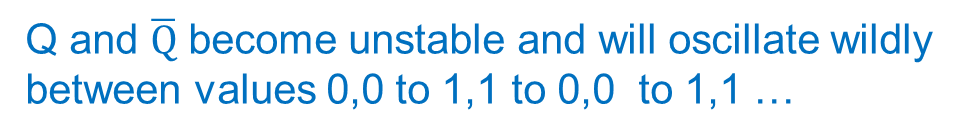 Q and Q̅ become unstable and will oscillate wildly
between values 0,0 to 1,1 to 0,0 to 1,1 …